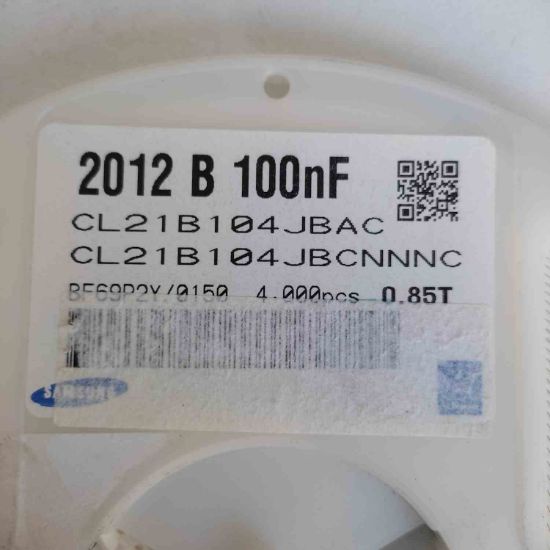 2012 B 100nF
CL21B104JBAC
CL21B104JBCNNNC
BF69P2Y/0150 4,000pcs 0.85T
SAMSUNG